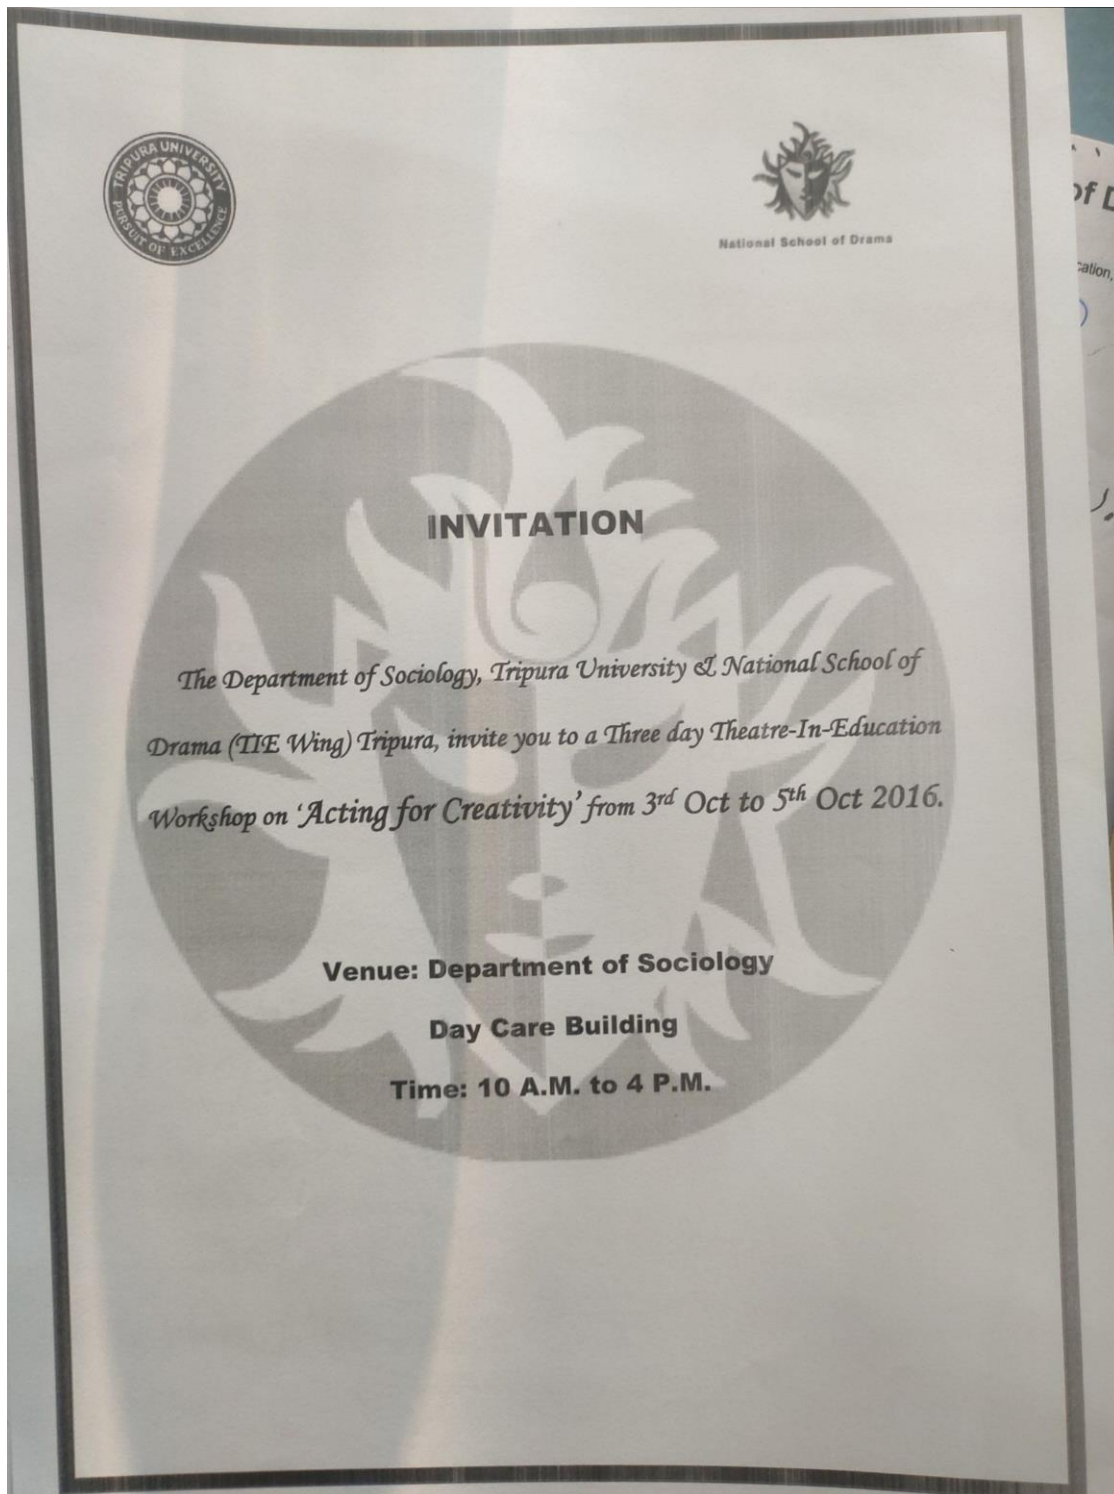 TRIPURA UNIVERSITY
PURSUIT OF EXCELLENCE
National School of Drama
INVITATION
The Department of Sociology, Tripura University & National School of
Drama (TIE Wing) Tripura, invite you to a Three day Theatre-In-Education
Workshop on ‘Acting for Creativity’ from 3rd Oct to 5th Oct 2016.
Venue: Department of Sociology
Day Care Building
Time: 10 A.M. to 4 P.M.
of